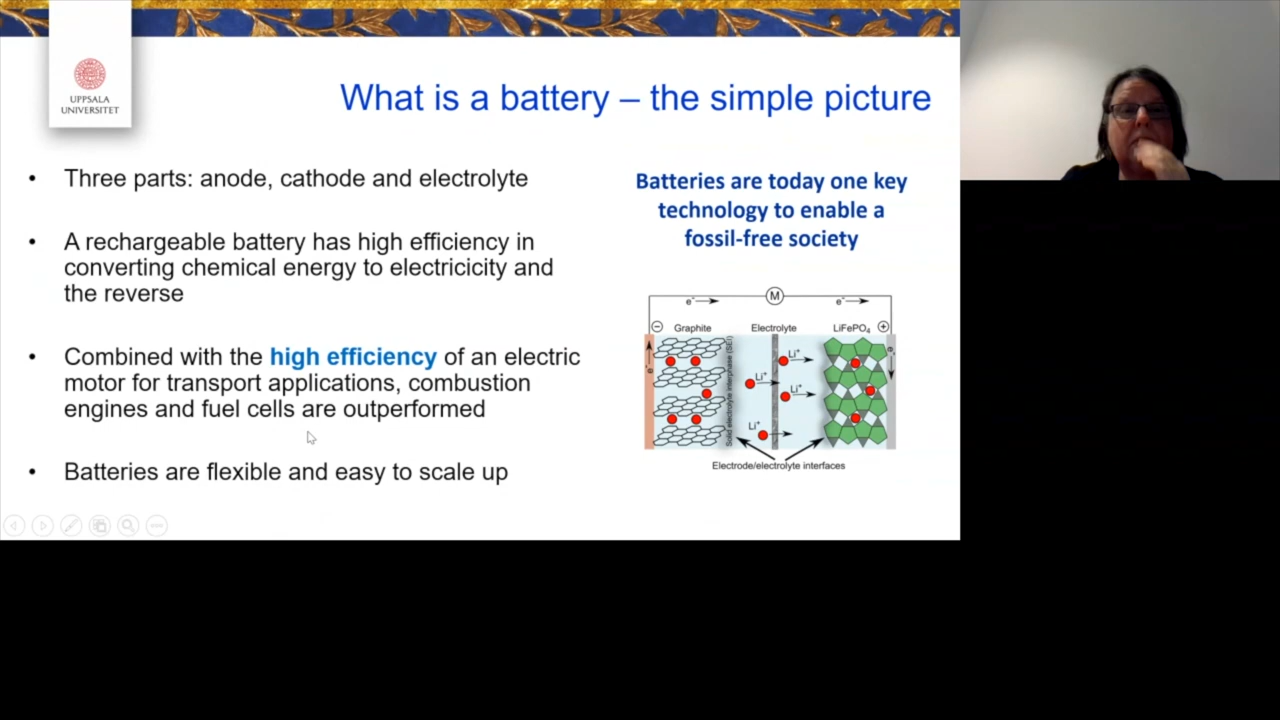 UPPSALA
UNIVERSITET
What is a battery – the simple picture
• Three parts: anode, cathode and electrolyte
• A rechargeable battery has high efficiency in
converting chemical energy to electricicity and
the reverse
• Combined with the high efficiency of an electric
motor for transport applications, combustion
engines and fuel cells are outperformed
• Batteries are flexible and easy to scale up
Batteries are today one key
technology to enable a
fossil-free society
e⁻ M e⁻
− Graphite Electrolyte LiFePO₄ +
e⁻ e⁻
Solid electrolyte interphase (SEI)
Li⁺
Li⁺
Li⁺
Li⁺
Electrode/electrolyte interfaces